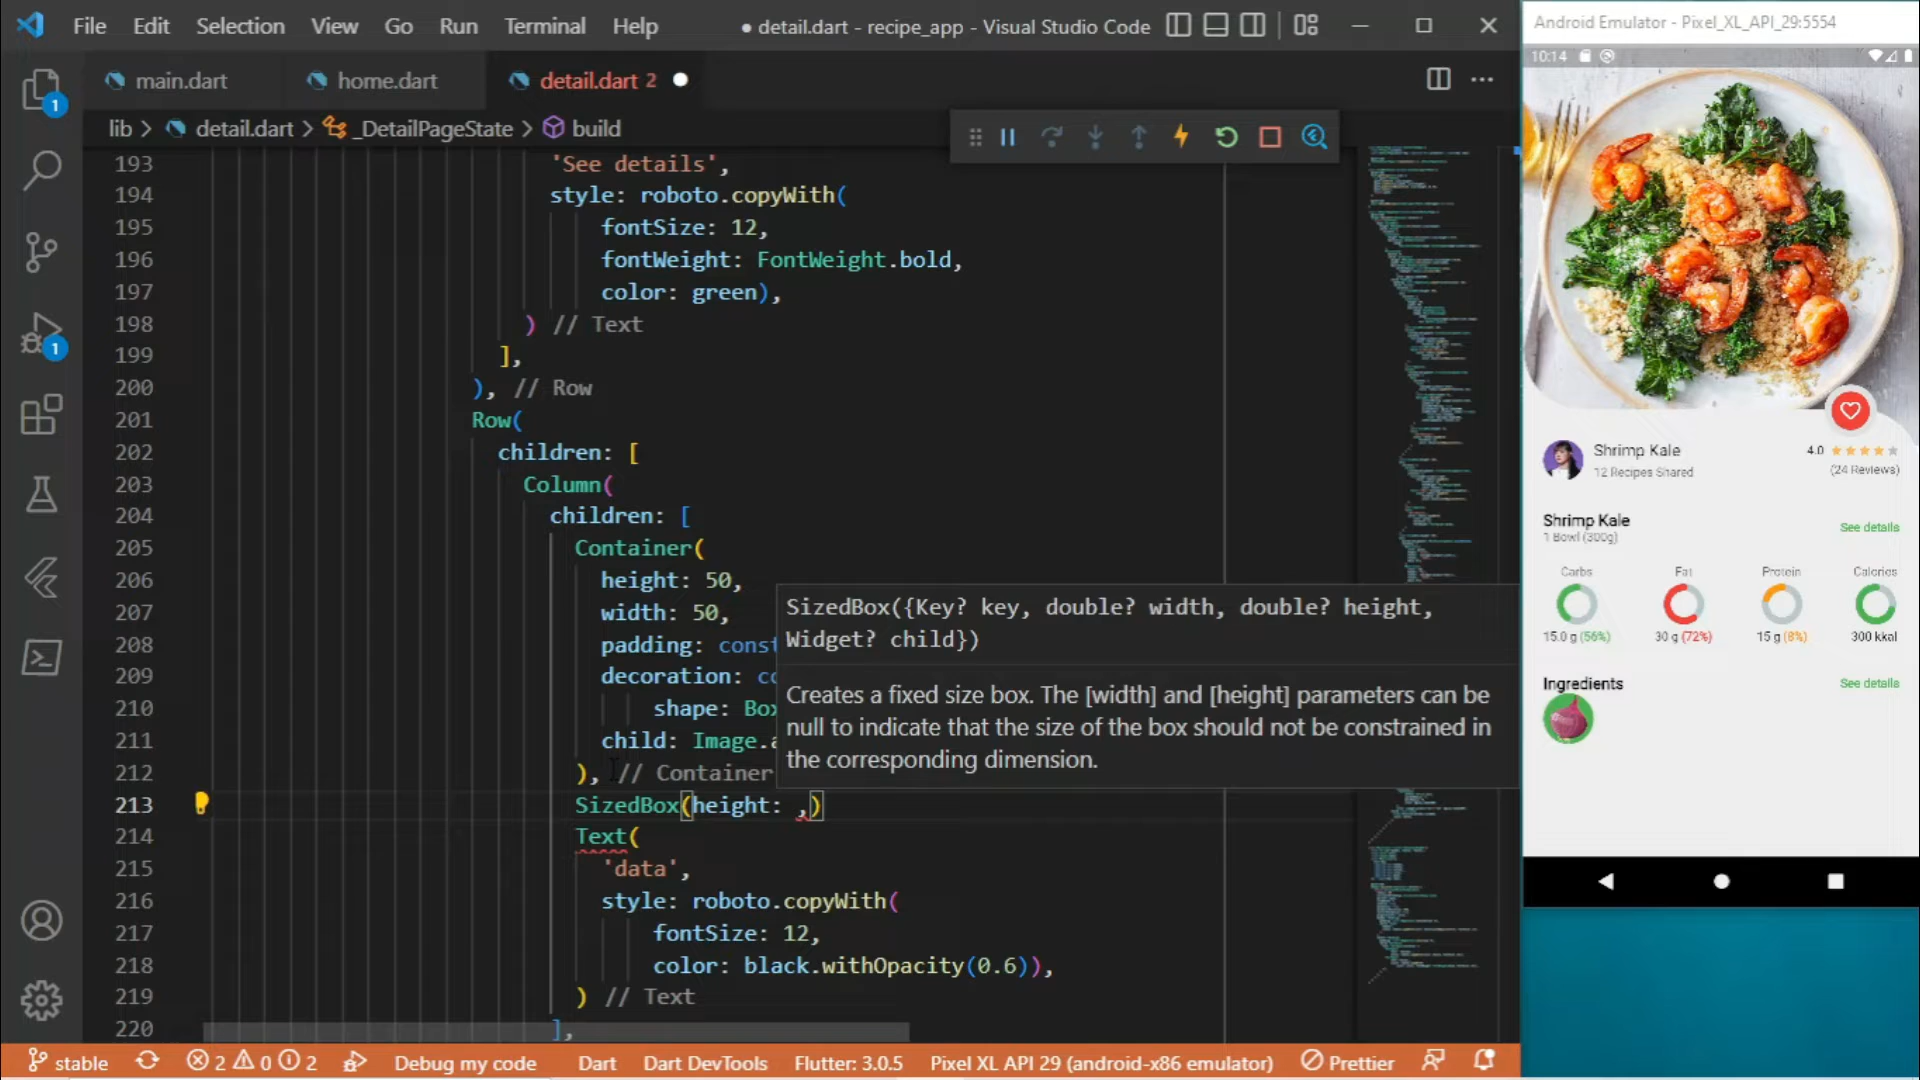 File Edit Selection View Go Run Terminal Help
● detail.dart - recipe_app - Visual Studio Code
Android Emulator - Pixel_XL_API_29:5554
main.dart
home.dart
detail.dart 2
lib > detail.dart > _DetailPageState > build
193 'See details',
194 style: roboto.copyWith(
195 fontSize: 12,
196 fontWeight: FontWeight.bold,
197 color: green),
198 ) // Text
199 ],
200 ), // Row
201 Row(
202 children: [
203 Column(
204 children: [
205 Container(
206 height: 50,
207 width: 50,
208 padding: const
209 decoration:
210 shape:
211 child:
212 ), // Container
213 SizedBox(height: ,)
214 Text(
215 'data',
216 style: roboto.copyWith(
217 fontSize: 12,
218 color: black.withOpacity(0.6)),
219 ) // Text
220 ],
SizedBox({Key? key, double? width, double? height,
Widget? child})
Creates a fixed size box. The [width] and [height] parameters can be
null to indicate that the size of the box should not be constrained in
the corresponding dimension.
1
1
stable 2 0 2 Debug my code Dart Dart DevTools Flutter: 3.0.5 Pixel XL API 29 (android-x86 emulator) Prettier
10:14
Shrimp Kale
12 Recipes Shared
4.0
(24 Reviews)
Shrimp Kale
1 Bowl (300g)
See details
Carbs Fat Protein Calories
15.0 g (56%) 30 g (72%) 15 g (8%) 300 kkal
Ingredients
See details